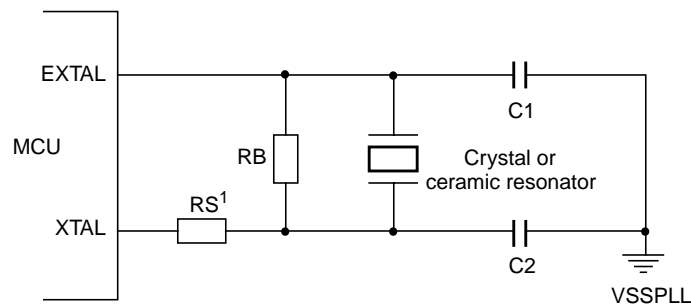 EXTAL
C1
MCU
RB
Crystal or
ceramic resonator
RS¹
XTAL
C2
VSSPLL